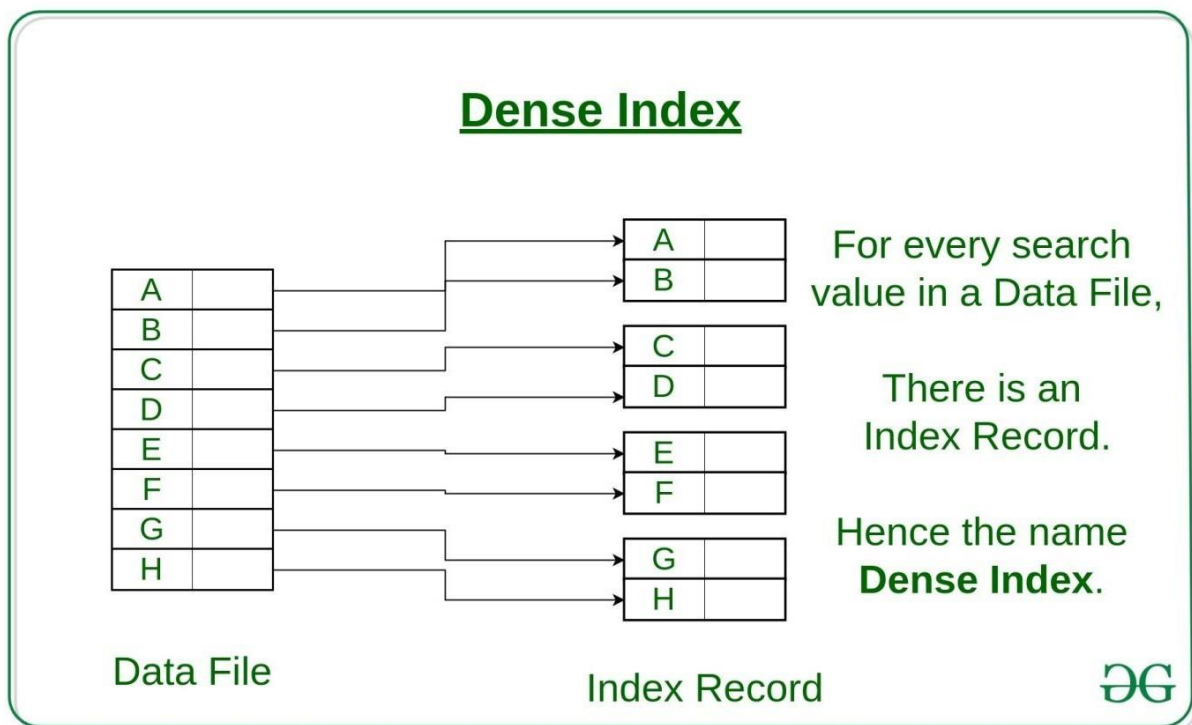 Dense Index
A
B
C
D
E
F
G
H
Data File
A
B
C
D
E
F
G
H
Index Record
For every search
value in a Data File,
There is an
Index Record.
Hence the name
Dense Index.